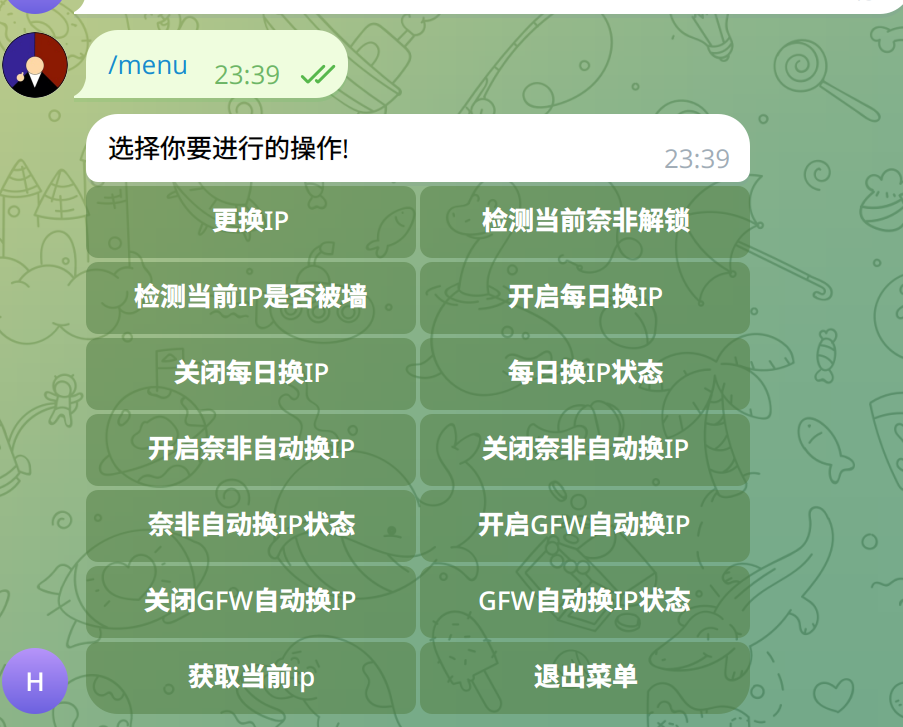 /menu 23:39
选择你要进行的操作!
23:39
更换IP
检测当前奈非解锁
检测当前IP是否被墙
开启每日换IP
关闭每日换IP
每日换IP状态
开启奈非自动换IP
关闭奈非自动换IP
奈非自动换IP状态
开启GFW自动换IP
关闭GFW自动换IP
GFW自动换IP状态
获取当前ip
退出菜单
H